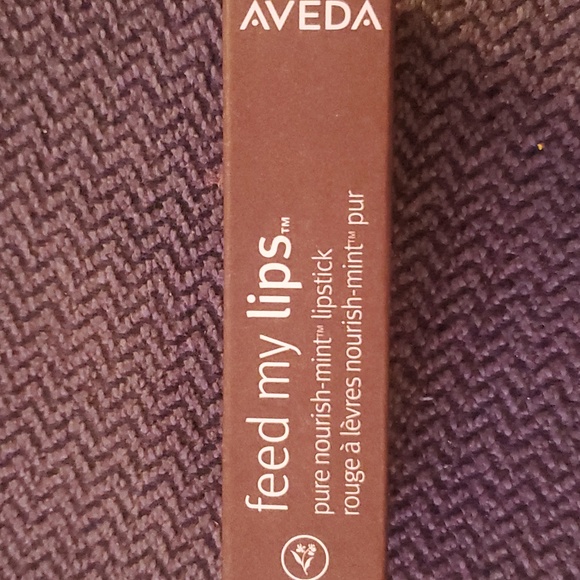 AVEDA
feed my lips™
pure nourish-mint™ lipstick
rouge à lèvres nourish-mint™ pur